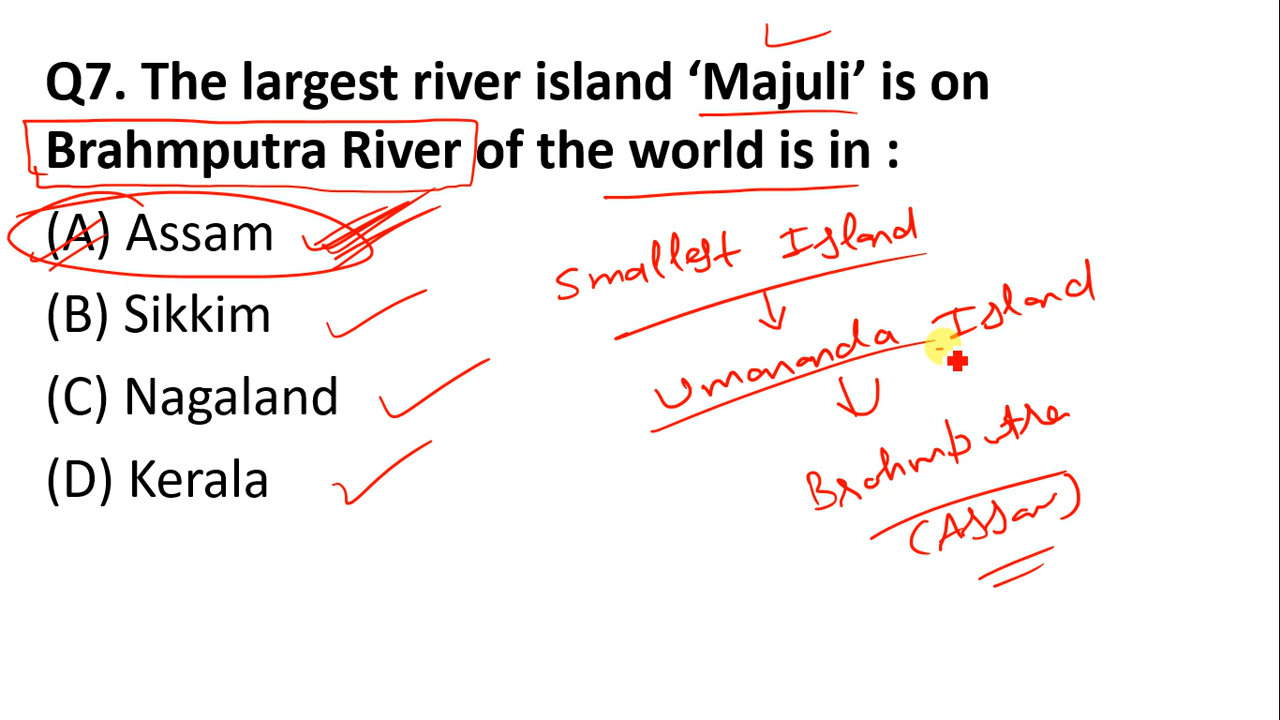 Q7. The largest river island ‘Majuli’ is on
Brahmputra River of the world is in :
(A) Assam
(B) Sikkim
(C) Nagaland
(D) Kerala
Smallest Island
Umananda Island
Brahmputra
(Assam)